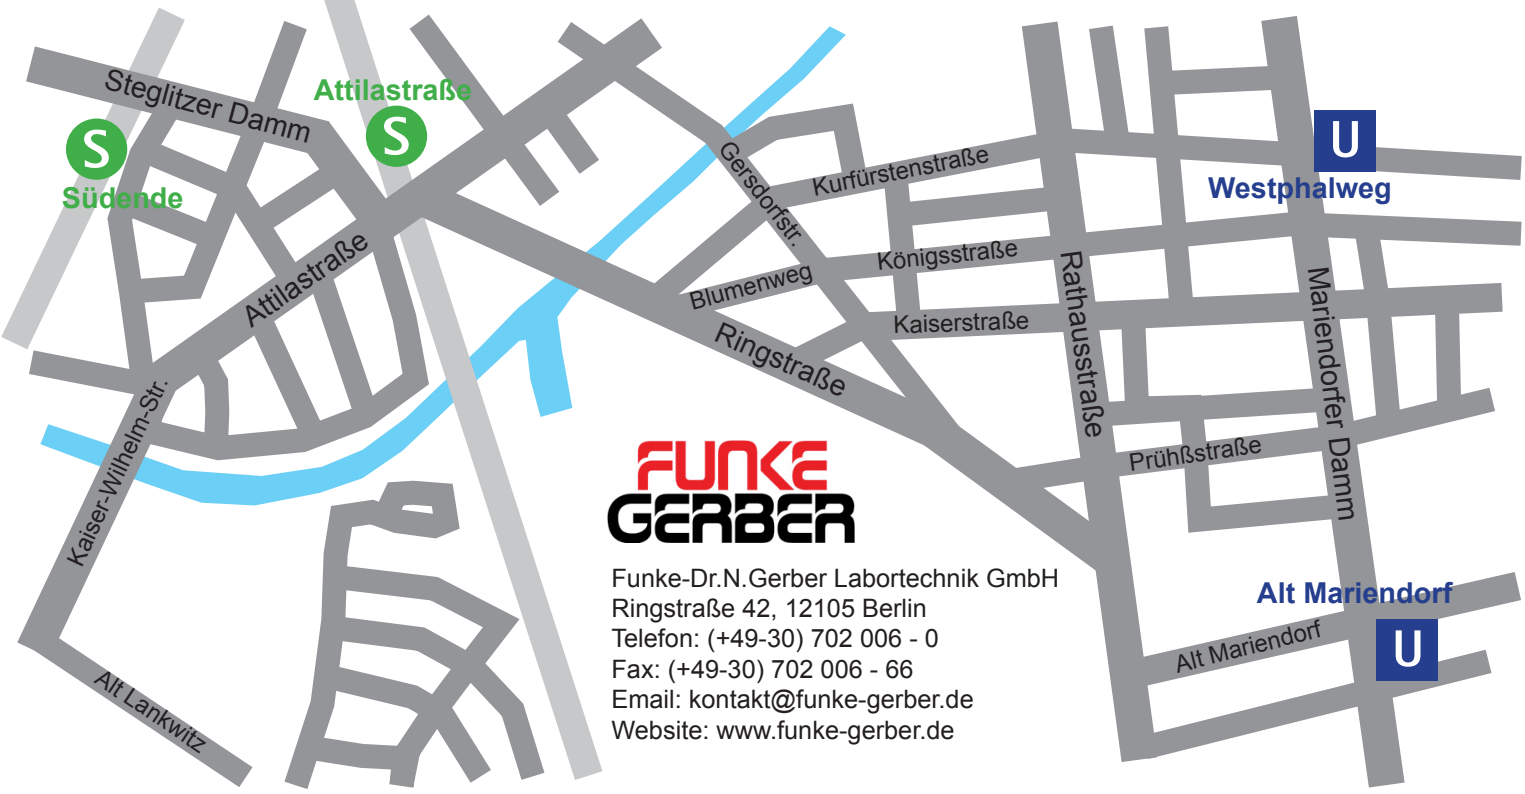 Steglitzer Damm
Attilastraße
S
S
Südende
Attilastraße
Gersdorfstr.
Kurfürstenstraße
U
Westphalweg
Königsstraße
Blumenweg
Kaiserstraße
Ringstraße
Rathausstraße
Mariendorfer Damm
Kaiser-Wilhelm-Str.
Prühßstraße
FUNKE
GERBER
Funke-Dr.N.Gerber Labortechnik GmbH
Ringstraße 42, 12105 Berlin
Telefon: (+49-30) 702 006 - 0
Fax: (+49-30) 702 006 - 66
Email: kontakt@funke-gerber.de
Website: www.funke-gerber.de
Alt Mariendorf
U
Alt Mariendorf
Alt Lankwitz